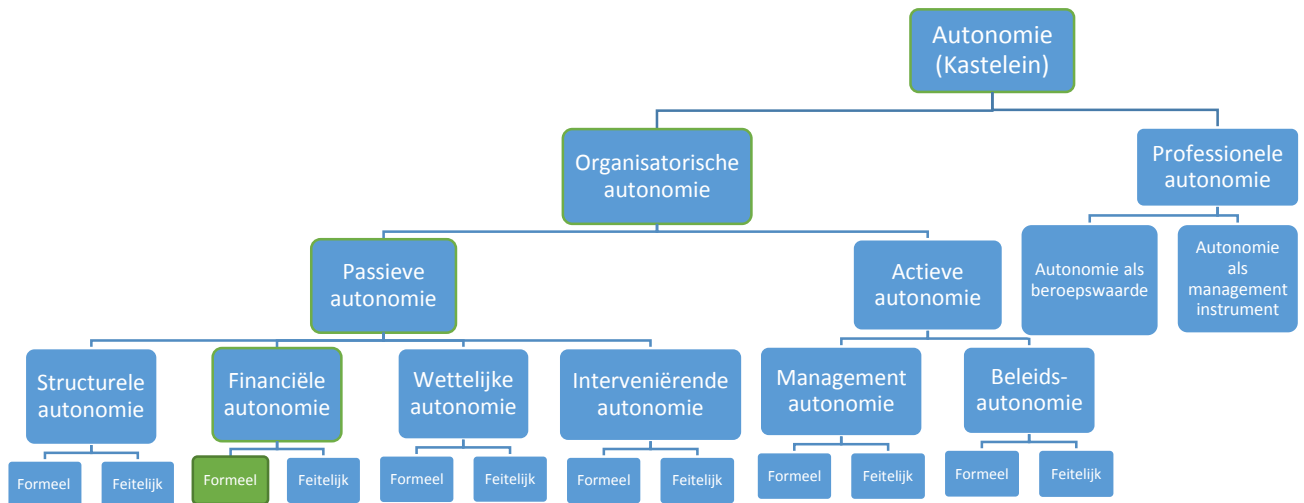 Autonomie
(Kastelein)
Organisatorische
autonomie
Professionele
autonomie
Passieve
autonomie
Actieve
autonomie
Autonomie als
beroepswaarde
Autonomie
als
management
instrument
Structurele
autonomie
Financiële
autonomie
Wettelijke
autonomie
Interveniërende
autonomie
Management
autonomie
Beleids-
autonomie
Formeel
Feitelijk
Formeel
Feitelijk
Formeel
Feitelijk
Formeel
Feitelijk
Formeel
Feitelijk
Formeel
Feitelijk